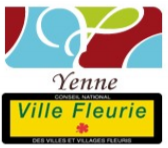 Yenne
CONSEIL NATIONAL
Ville Fleurie
DES VILLES ET VILLAGES FLEURIS